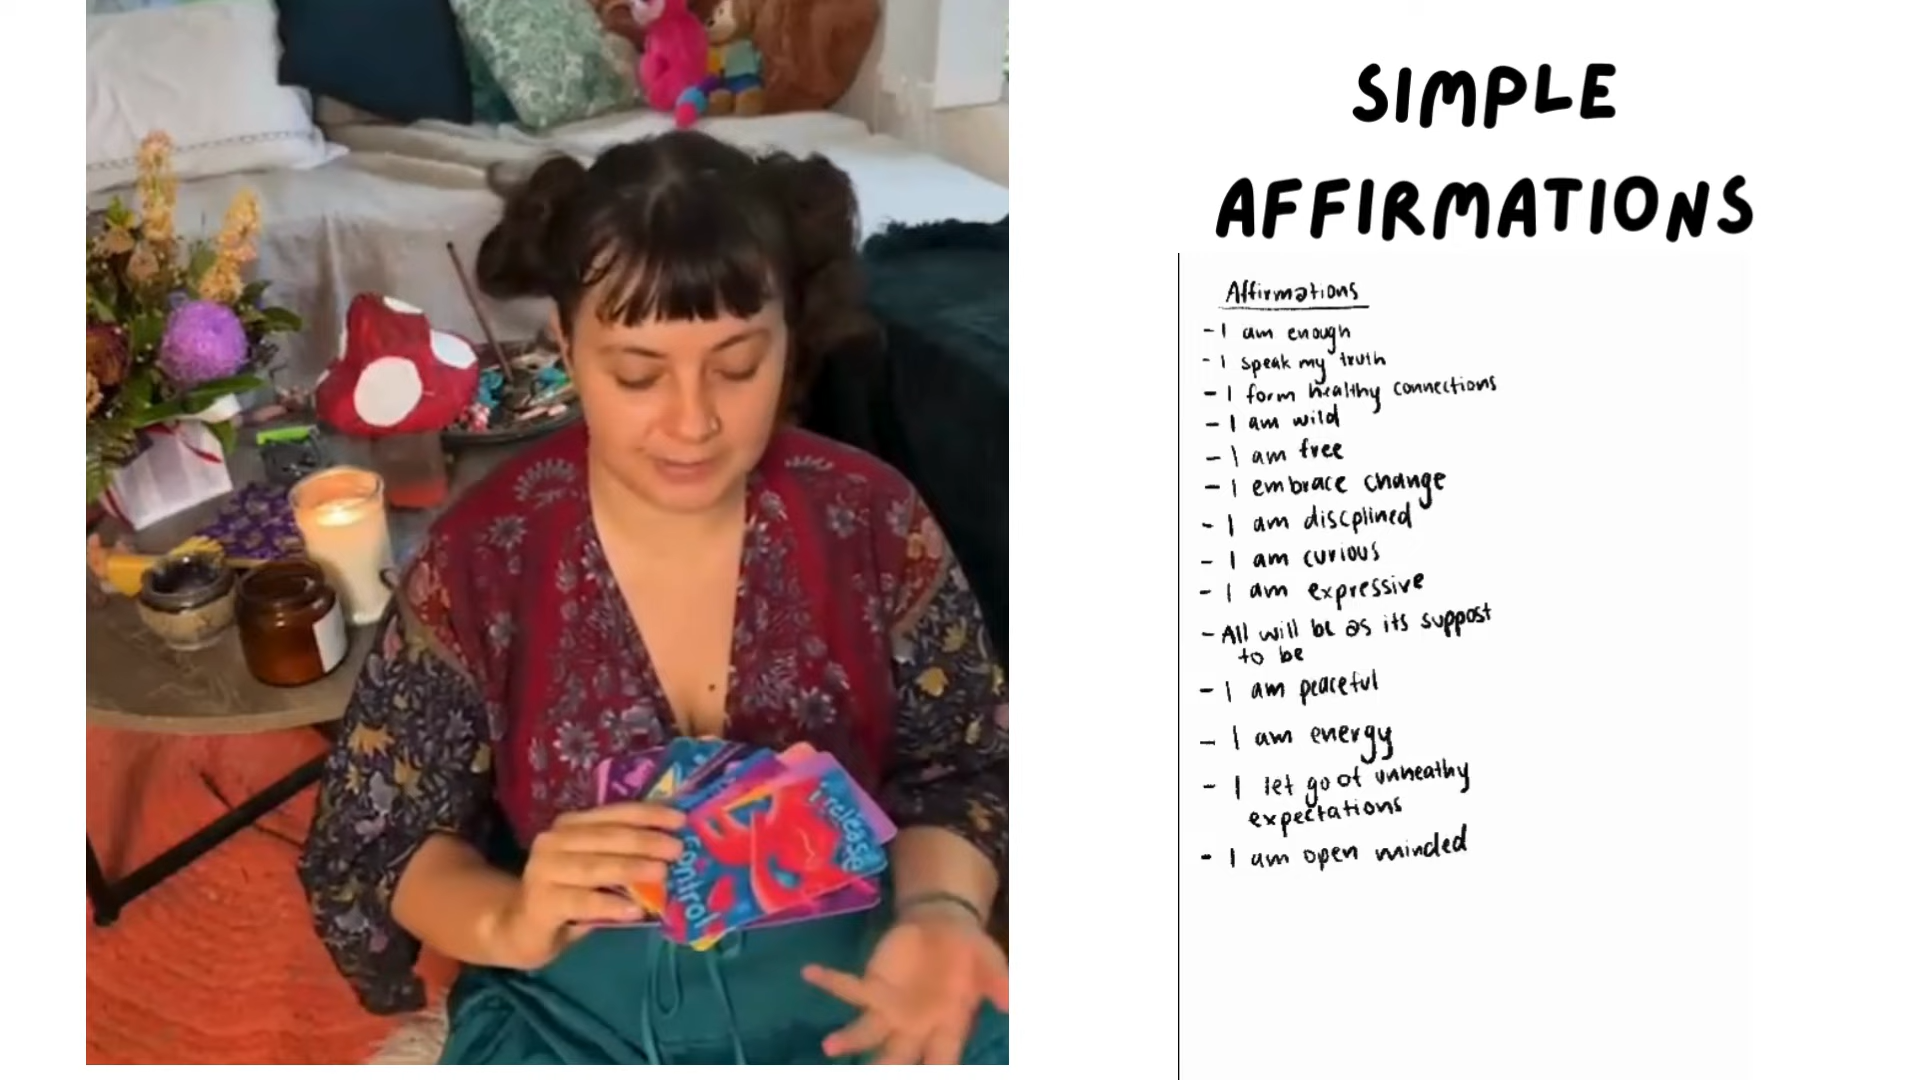 SIMPLE
AFFIRMATIONS
Affirmations
- I am enough
- I speak my truth
- I form healthy connections
- I am wild
- I am free
- I embrace change
- I am discplined
- I am curious
- I am expressive
- All will be as its suppost
to be
- I am peaceful
- I am energy
- I let go of unheathy
expectations
- I am open minded
i release
control